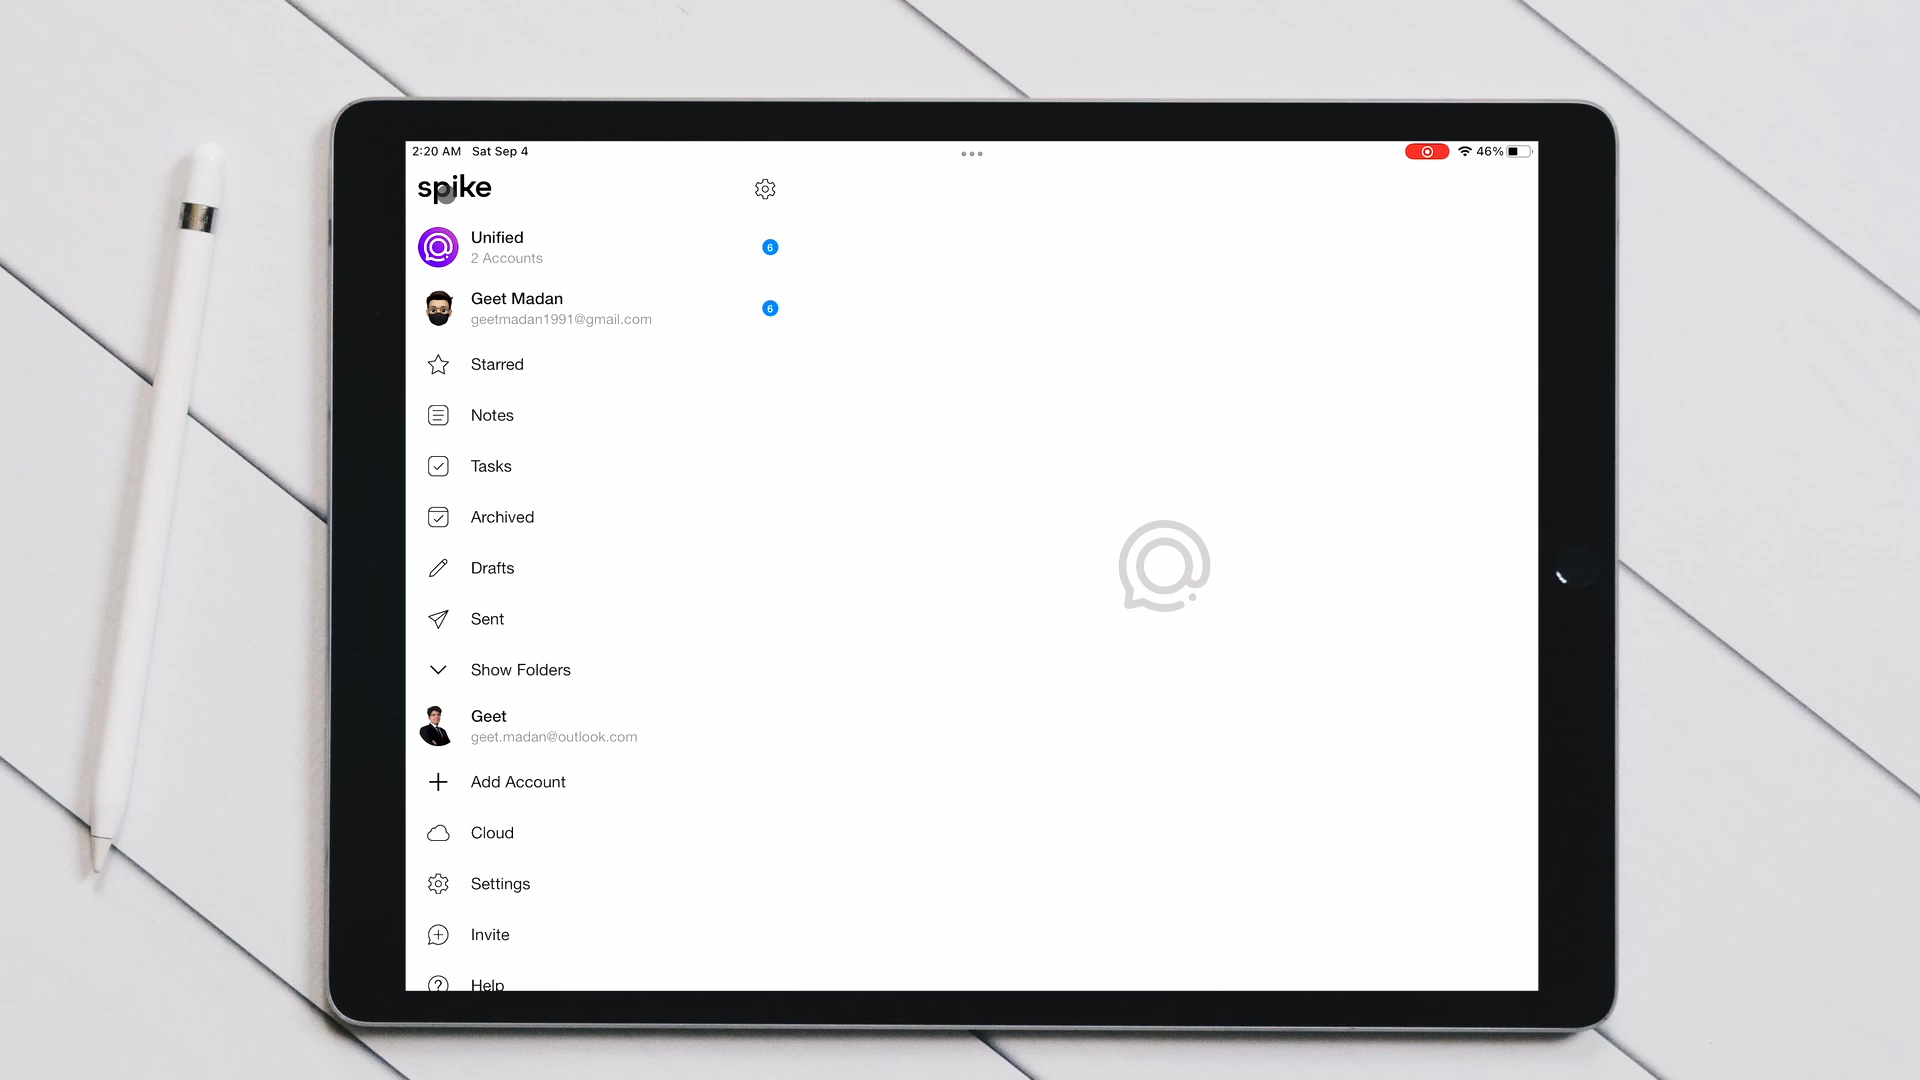 2:20 AM Sat Sep 4
46%
spike
Unified
6
2 Accounts
Geet Madan
6
geetmadan1991@gmail.com
Starred
Notes
Tasks
Archived
Drafts
Sent
Show Folders
Geet
geet.madan@outlook.com
Add Account
Cloud
Settings
Invite
Help